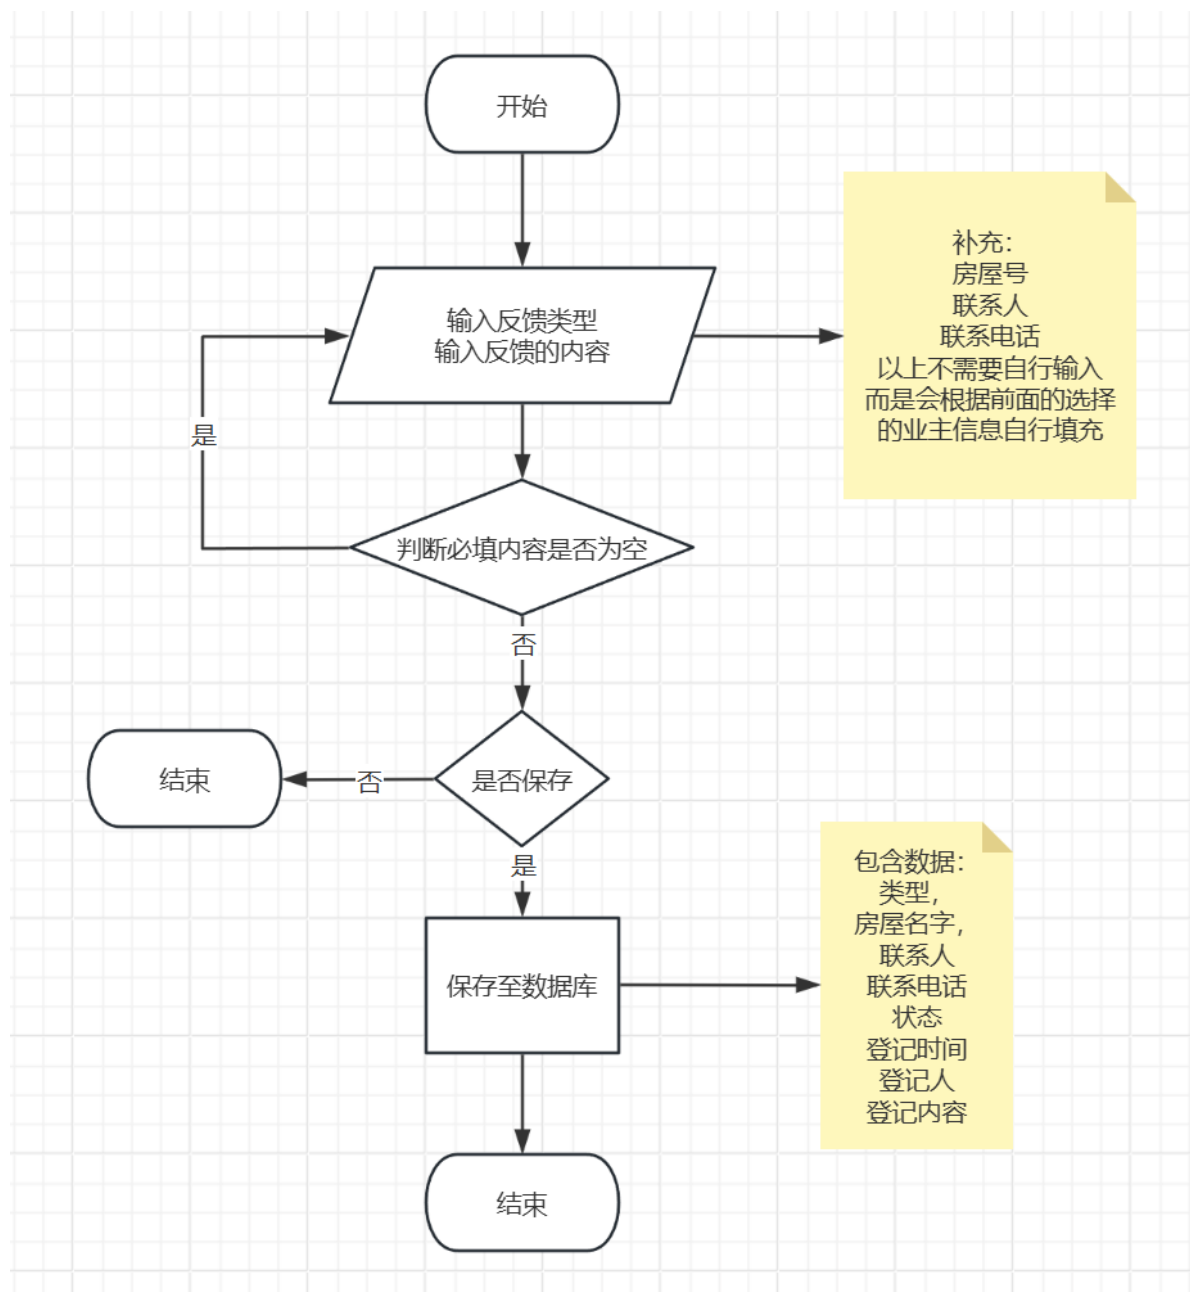 开始
输入反馈类型
输入反馈的内容
补充：
房屋号
联系人
联系电话
以上不需要自行输入
而是会根据前面的选择
的业主信息自行填充
是
判断必填内容是否为空
否
结束
否
是否保存
是
保存至数据库
包含数据：
类型，
房屋名字，
联系人
联系电话
状态
登记时间
登记人
登记内容
结束